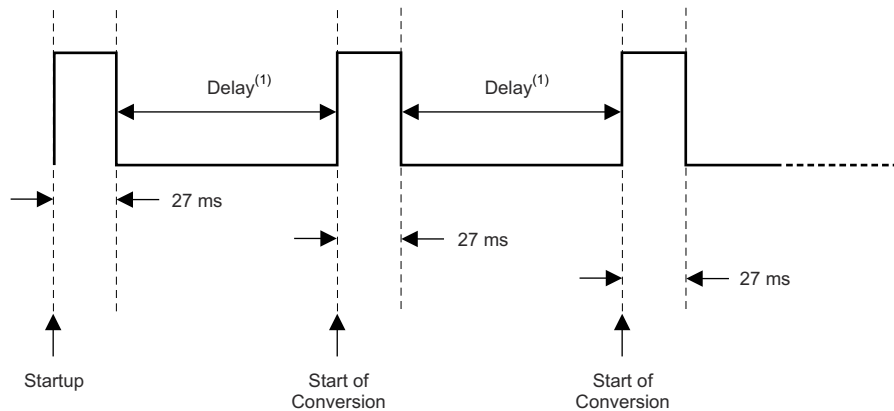 Delay(1)
Delay(1)
27 ms
27 ms
27 ms
Startup
Start of
Conversion
Start of
Conversion